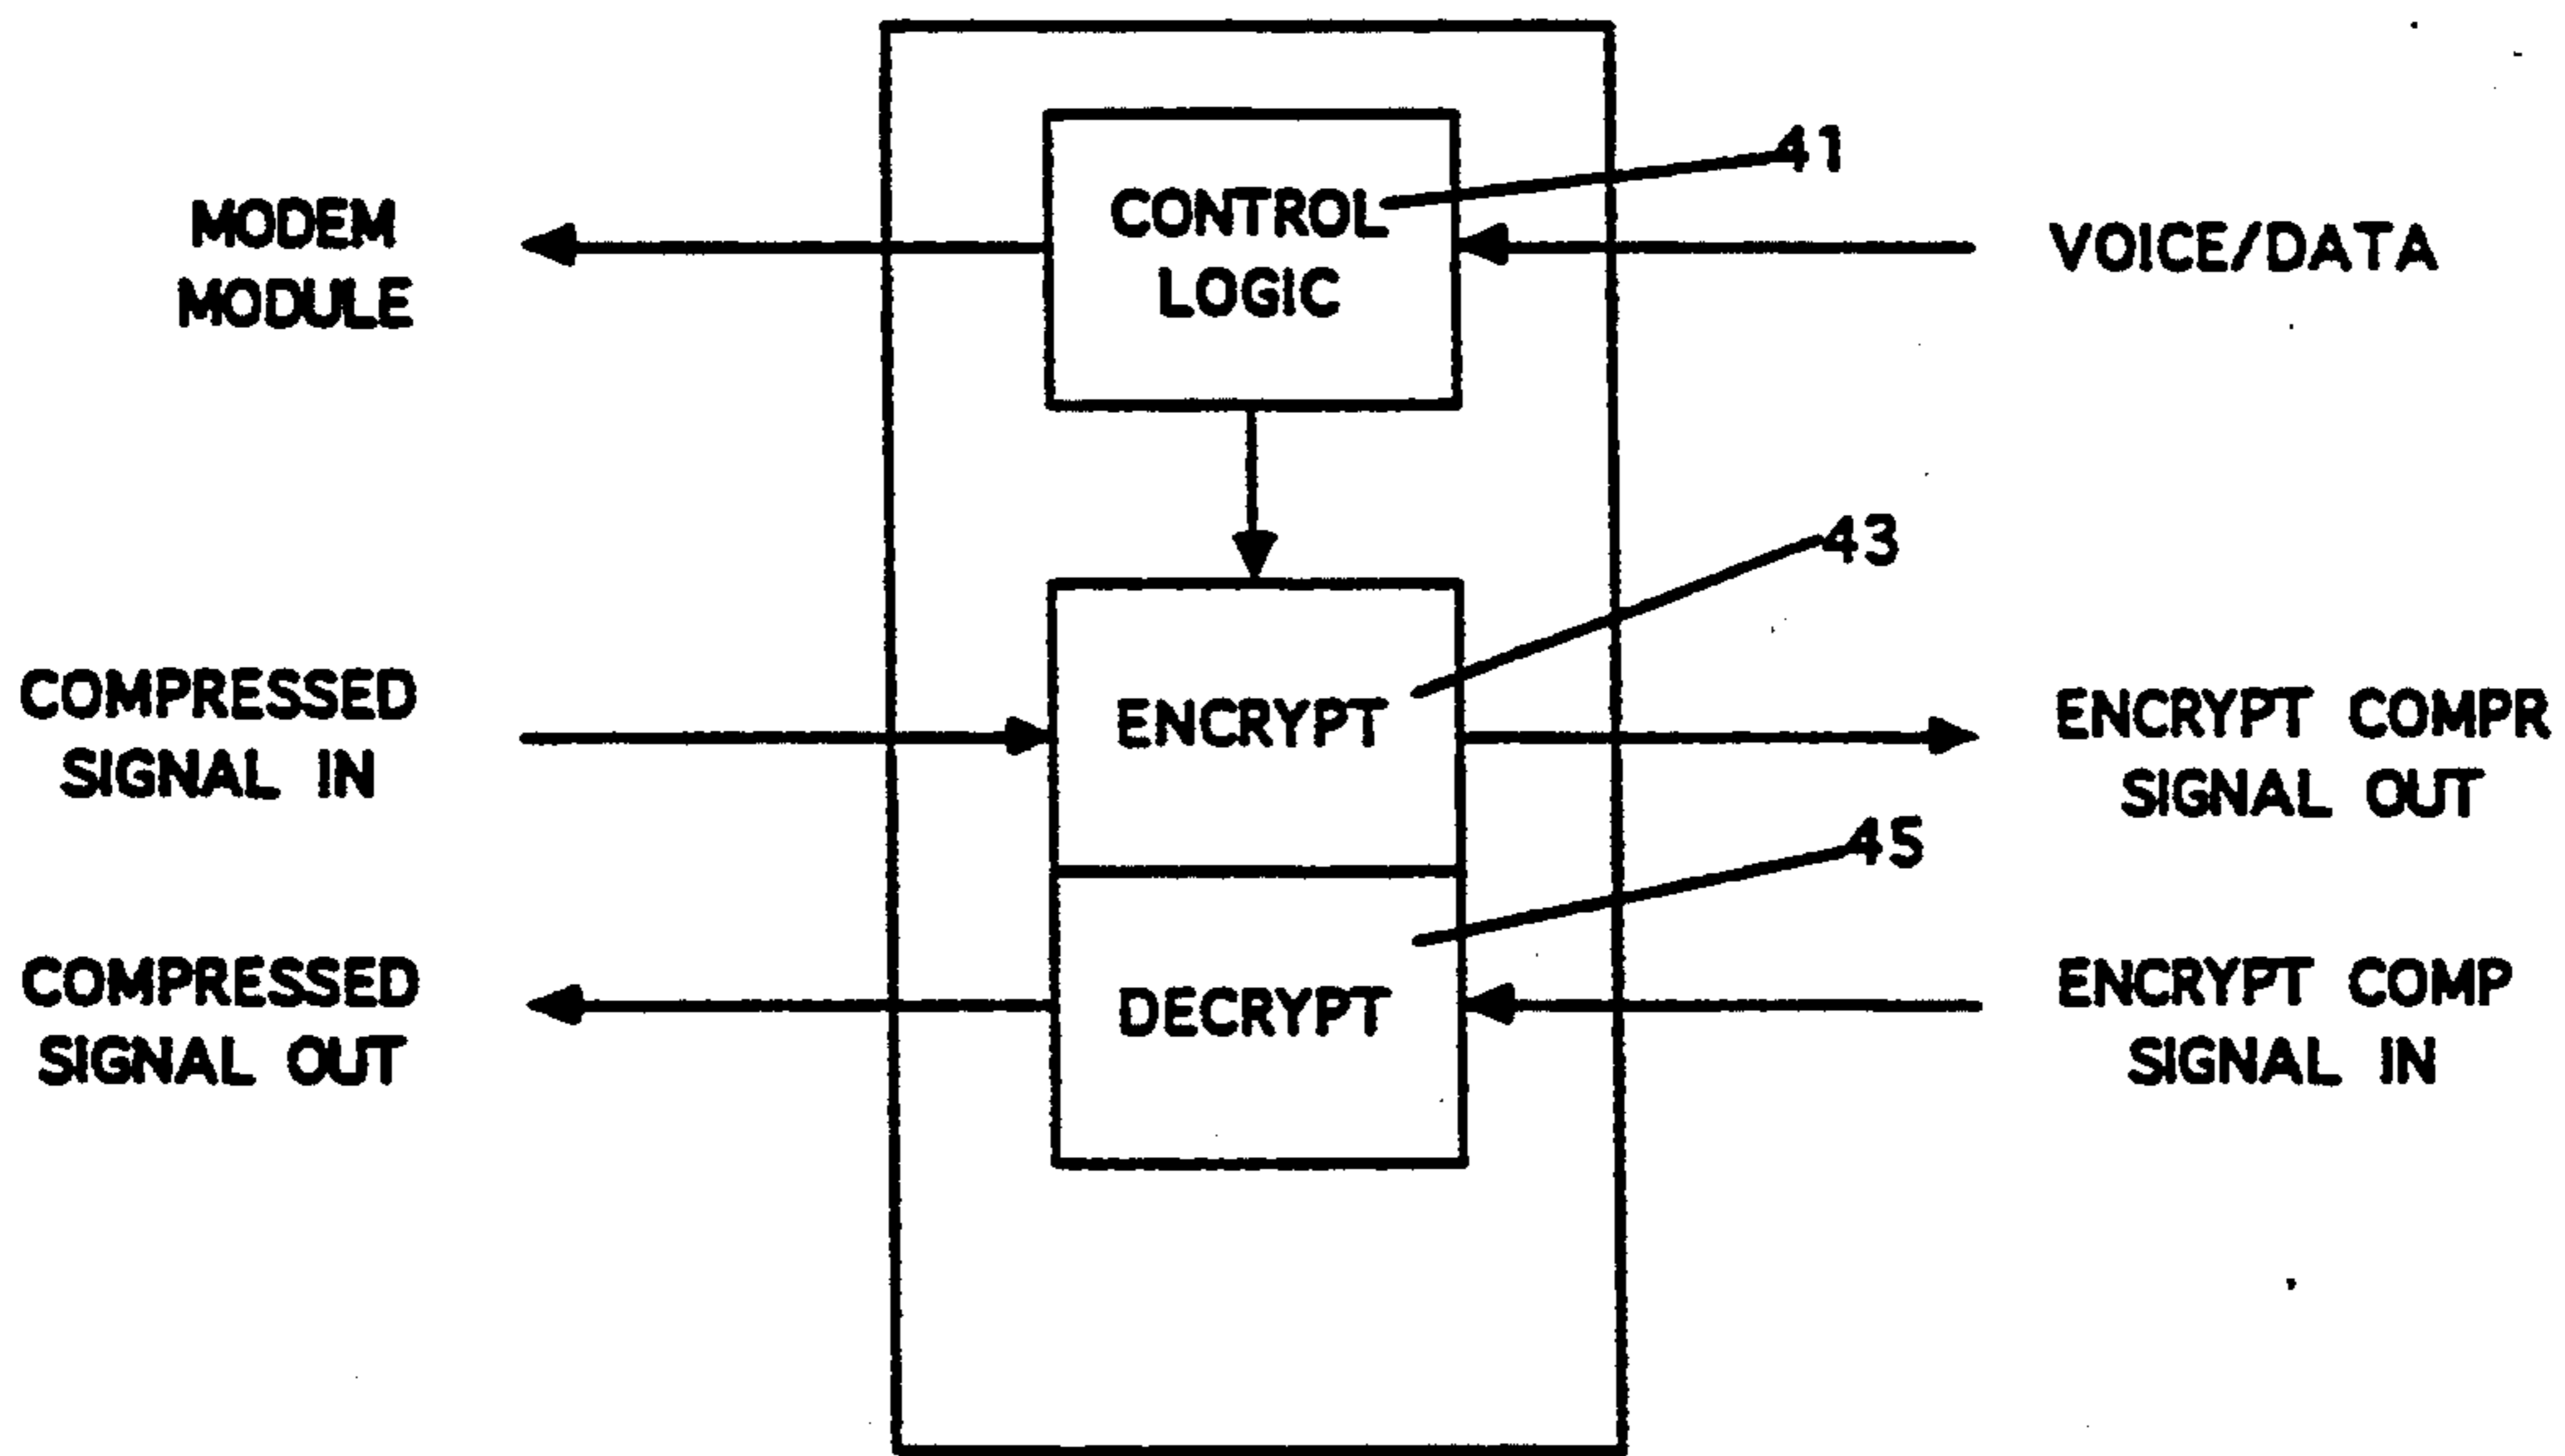 41
MODEM
MODULE
CONTROL
LOGIC
VOICE/DATA
43
COMPRESSED
SIGNAL IN
ENCRYPT
ENCRYPT COMPR
SIGNAL OUT
45
COMPRESSED
SIGNAL OUT
DECRYPT
ENCRYPT COMP
SIGNAL IN